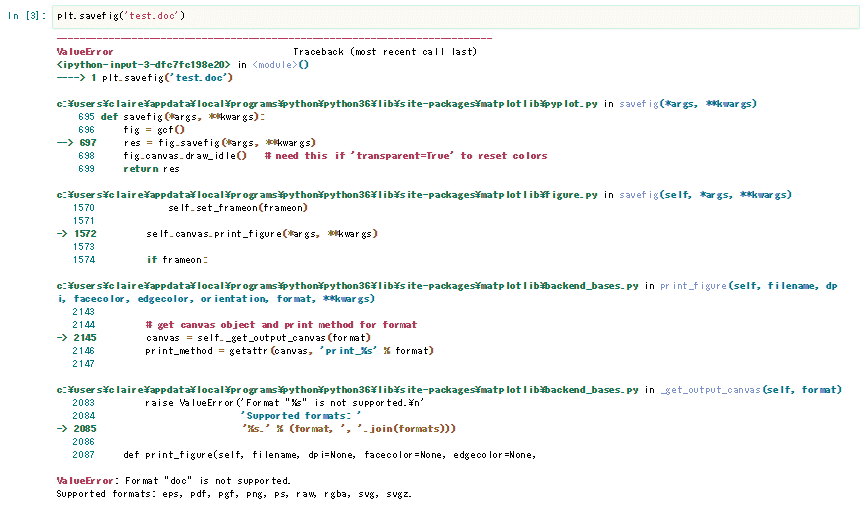 In [3]: plt.savefig('test.doc')
---------------------------------------------------------------------------
ValueError                                Traceback (most recent call last)
<ipython-input-3-dfc7fc198e20> in <module>()
----> 1 plt.savefig('test.doc')
c:¥users¥claire¥appdata¥local¥programs¥python¥python36¥lib¥site-packages¥matplotlib¥pyplot.py in savefig(*args, **kwargs)
    695 def savefig(*args, **kwargs):
    696     fig = gcf()
--> 697     res = fig.savefig(*args, **kwargs)
    698     fig.canvas.draw_idle()   # need this if 'transparent=True' to reset colors
    699     return res
c:¥users¥claire¥appdata¥local¥programs¥python¥python36¥lib¥site-packages¥matplotlib¥figure.py in savefig(self, *args, **kwargs)
   1570             self.set_frameon(frameon)
   1571
-> 1572         self.canvas.print_figure(*args, **kwargs)
   1573
   1574         if frameon:
c:¥users¥claire¥appdata¥local¥programs¥python¥python36¥lib¥site-packages¥matplotlib¥backend_bases.py in print_figure(self, filename, dp
i, facecolor, edgecolor, orientation, format, **kwargs)
   2143
   2144         # get canvas object and print method for format
-> 2145         canvas = self._get_output_canvas(format)
   2146         print_method = getattr(canvas, 'print_%s' % format)
   2147
c:¥users¥claire¥appdata¥local¥programs¥python¥python36¥lib¥site-packages¥matplotlib¥backend_bases.py in _get_output_canvas(self, format)
   2083         raise ValueError('Format "%s" is not supported.¥n'
   2084                          'Supported formats: '
-> 2085                          '%s.' % (format, ', '.join(formats)))
   2086
   2087     def print_figure(self, filename, dpi=None, facecolor=None, edgecolor=None,
ValueError: Format "doc" is not supported.
Supported formats: eps, pdf, pgf, png, ps, raw, rgba, svg, svgz.